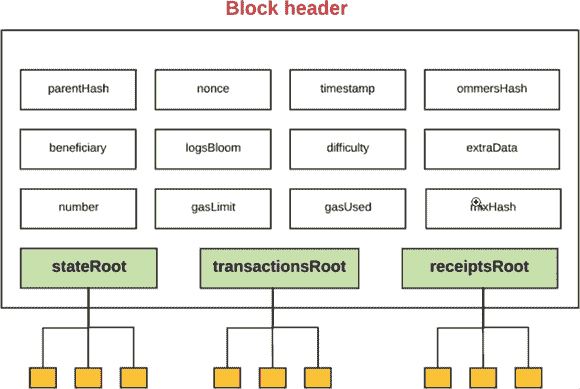 Block header
parentHash
nonce
timestamp
ommersHash
beneficiary
logsBloom
difficulty
extraData
number
gasLimit
gasUsed
mixHash
stateRoot
transactionsRoot
receiptsRoot